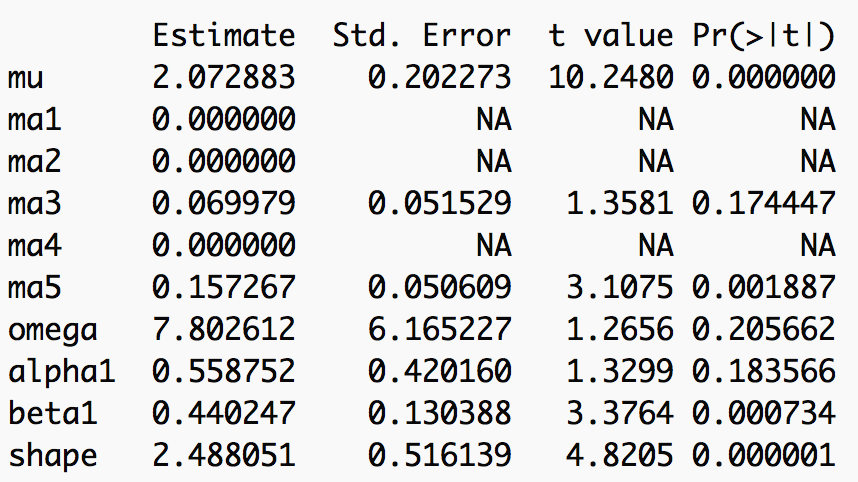 Estimate Std. Error t value Pr(>|t|)
mu 2.072883 0.202273 10.2480 0.000000
ma1 0.000000 NA NA NA
ma2 0.000000 NA NA NA
ma3 0.069979 0.051529 1.3581 0.174447
ma4 0.000000 NA NA NA
ma5 0.157267 0.050609 3.1075 0.001887
omega 7.802612 6.165227 1.2656 0.205662
alpha1 0.558752 0.420160 1.3299 0.183566
beta1 0.440247 0.130388 3.3764 0.000734
shape 2.488051 0.516139 4.8205 0.000001